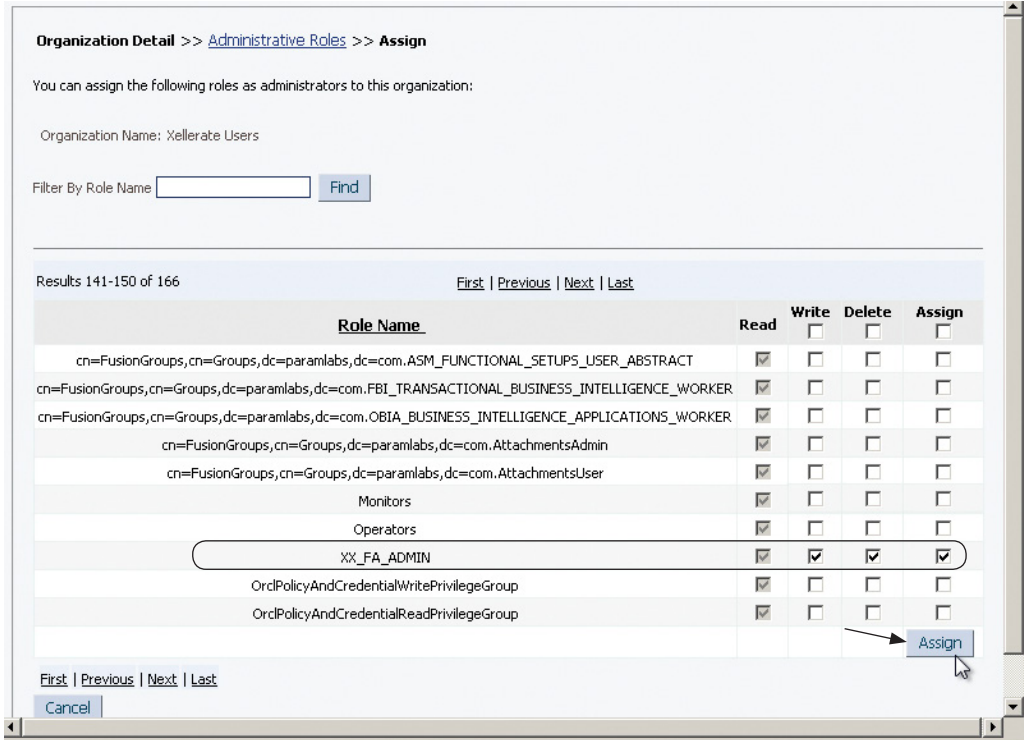 Organization Detail >> Administrative Roles >> Assign
You can assign the following roles as administrators to this organization:
Organization Name: Xellerate Users
Filter By Role Name Find
Results 141-150 of 166 First | Previous | Next | Last
Role Name Read Write Delete Assign
cn=FusionGroups,cn=Groups,dc=paramlabs,dc=com.ASM_FUNCTIONAL_SETUPS_USER_ABSTRACT
cn=FusionGroups,cn=Groups,dc=paramlabs,dc=com.FBI_TRANSACTIONAL_BUSINESS_INTELLIGENCE_WORKER
cn=FusionGroups,cn=Groups,dc=paramlabs,dc=com.OBIA_BUSINESS_INTELLIGENCE_APPLICATIONS_WORKER
cn=FusionGroups,cn=Groups,dc=paramlabs,dc=com.AttachmentsAdmin
cn=FusionGroups,cn=Groups,dc=paramlabs,dc=com.AttachmentsUser
Monitors
Operators
XX_FA_ADMIN
OrclPolicyAndCredentialWritePrivilegeGroup
OrclPolicyAndCredentialReadPrivilegeGroup
Assign
First | Previous | Next | Last
Cancel